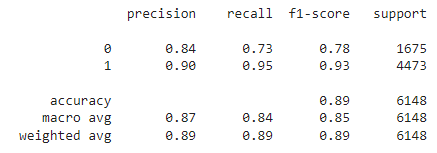 precision recall f1-score support
0 0.84 0.73 0.78 1675
1 0.90 0.95 0.93 4473
accuracy 0.89 6148
macro avg 0.87 0.84 0.85 6148
weighted avg 0.89 0.89 0.89 6148